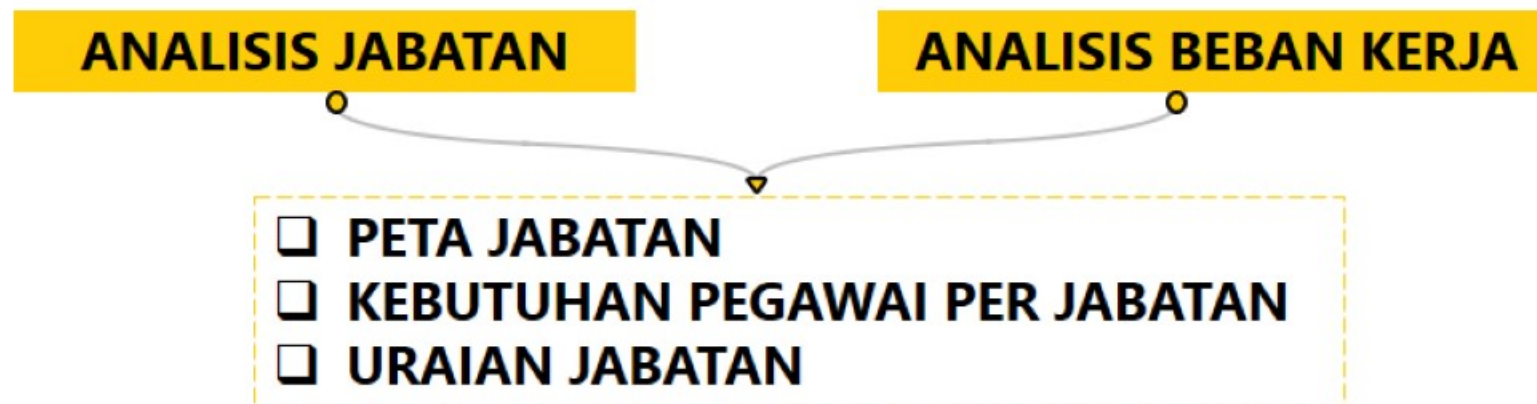 ANALISIS JABATAN
ANALISIS BEBAN KERJA
PETA JABATAN
KEBUTUHAN PEGAWAI PER JABATAN
URAIAN JABATAN